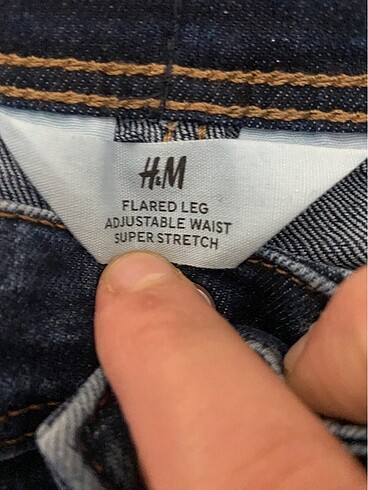 H&M
FLARED LEG
ADJUSTABLE WAIST
SUPER STRETCH